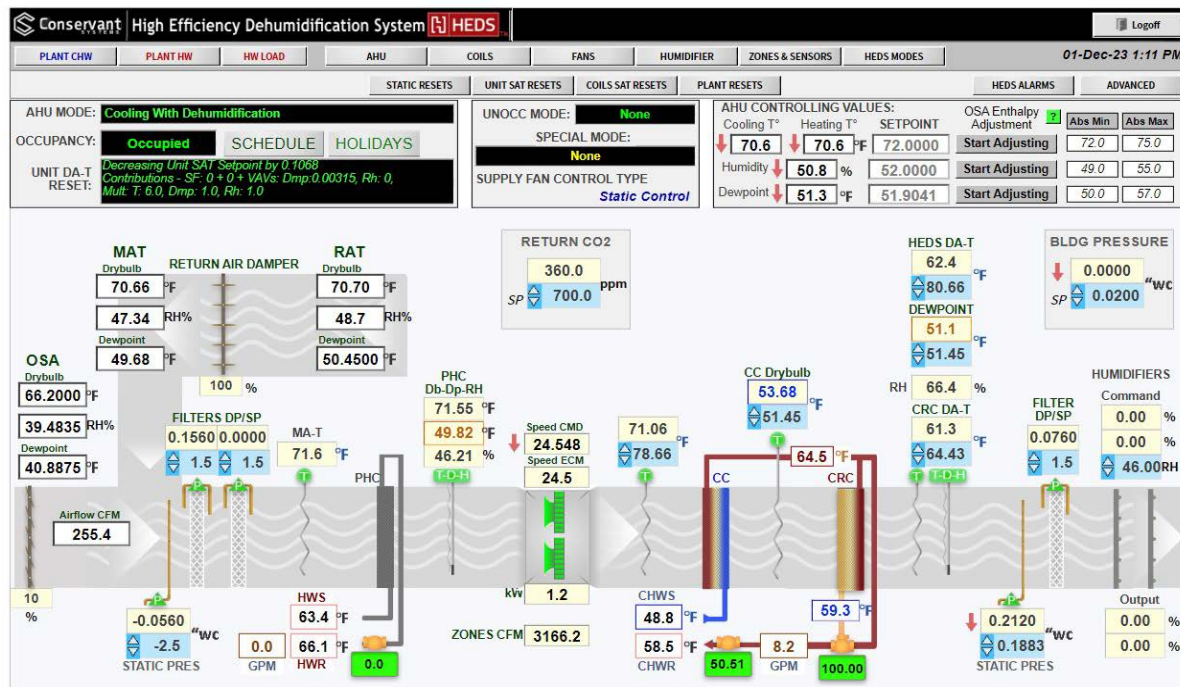 Conservant SYSTEMS High Efficiency Dehumidification System HEDS Logoff
PLANT CHW PLANT HW HW LOAD AHU COILS FANS HUMIDIFIER ZONES & SENSORS HEDS MODES 01-Dec-23 1:11 PM
STATIC RESETS UNIT SAT RESETS COILS SAT RESETS PLANT RESETS HEDS ALARMS ADVANCED
AHU MODE: Cooling With Dehumidification
OCCUPANCY: Occupied SCHEDULE HOLIDAYS
UNIT DA-T RESET:
Decreasing Unit SAT Setpoint by 0.1068
Contributions - SF: 0 + 0 + VAVs: Dmp:0.00315, Rh: 0,
Mult: T: 6.0, Dmp: 1.0, Rh: 1.0
UNOCC MODE: None
SPECIAL MODE:
None
SUPPLY FAN CONTROL TYPE
Static Control
AHU CONTROLLING VALUES:
Cooling T° Heating T° SETPOINT
70.6 70.6 °F 72.0000
Humidity 50.8 % 52.0000
Dewpoint 51.3 °F 51.9041
OSA Enthalpy Adjustment ? Abs Min Abs Max
Start Adjusting 72.0 75.0
Start Adjusting 49.0 55.0
Start Adjusting 50.0 57.0
MAT
Drybulb
70.66 °F
47.34 RH%
Dewpoint
49.68 °F
RETURN AIR DAMPER
100 %
RAT
Drybulb
70.70 °F
48.7 RH%
Dewpoint
50.4500 °F
RETURN CO2
360.0 ppm
SP 700.0
HEDS DA-T
62.4 °F
80.66
DEWPOINT
51.1 °F
51.45
RH 66.4 %
CRC DA-T
61.3 °F
64.43
T T-D-H
BLDG PRESSURE
0.0000 "WC
SP 0.0200
OSA
Drybulb
66.2000 °F
39.4835 RH%
Dewpoint
40.8875 °F
Airflow CFM
255.4
10
%
FILTERS DP/SP
0.1560 0.0000
1.5 1.5
P P
MA-T
71.6 °F
T
PHC
PHC
Db-Dp-RH
71.55 °F
49.82 °F
46.21 %
T-D-H
Speed CMD
24.548
Speed ECM
24.5
kW 1.2
ZONES CFM 3166.2
71.06 °F
78.66
T
CC Drybulb
53.68 °F
51.45
T
64.5 °F
CC CRC
FILTER
DP/SP
0.0760
1.5
P
HUMIDIFIERS
Command
0.00 %
0.00 %
46.00RH
P
-0.0560 "WC
-2.5
STATIC PRES
HWS
63.4 °F
66.1 °F
HWR
0.0
GPM
0.0
CHWS
48.8 °F
58.5 °F
CHWR
50.51
8.2
GPM
59.3 °F
100.00
P
0.2120 "WC
0.1883
STATIC PRES
Output
0.00 %
0.00 %